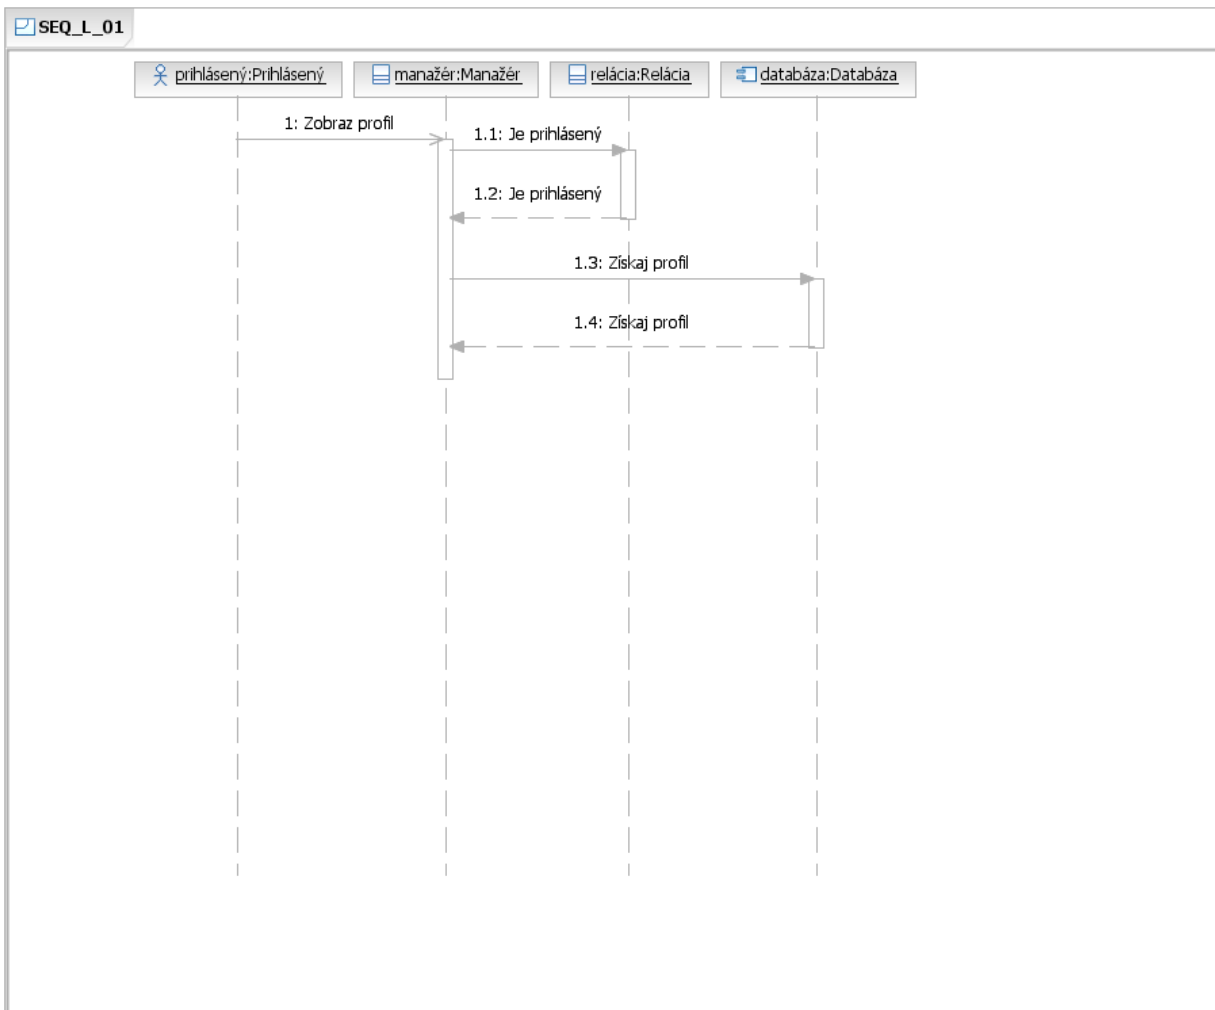 SEQ_L_01
prihlásený:Prihlásený
manažér:Manažér
relácia:Relácia
databáza:Databáza
1: Zobraz profil
1.1: Je prihlásený
1.2: Je prihlásený
1.3: Získaj profil
1.4: Získaj profil